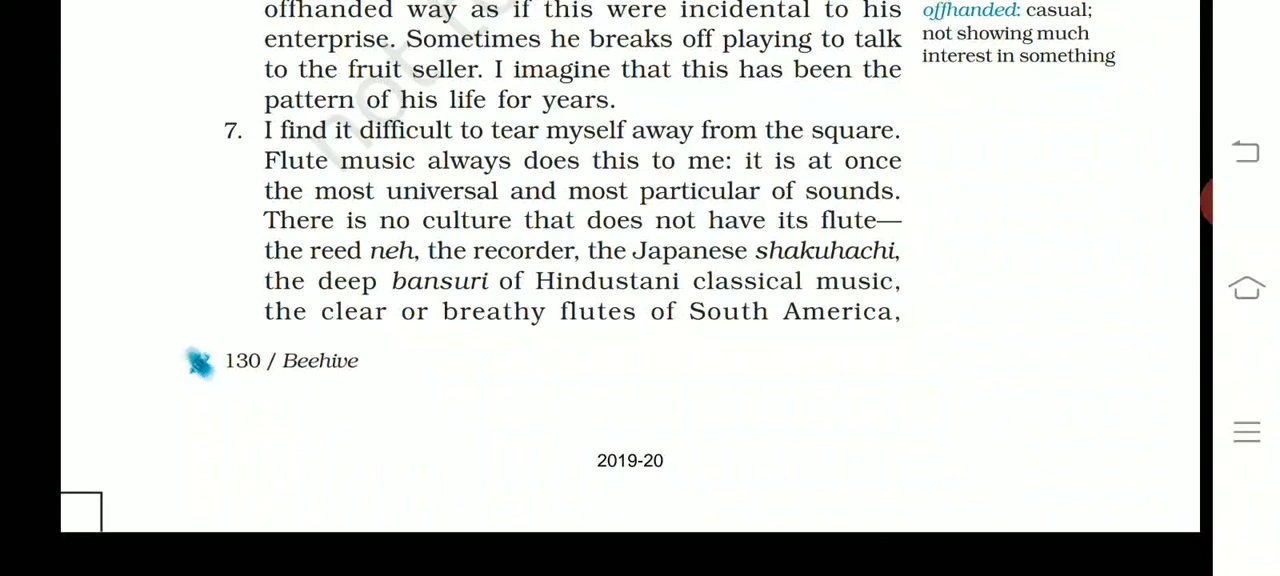 offhanded way as if this were incidental to his
enterprise. Sometimes he breaks off playing to talk
to the fruit seller. I imagine that this has been the
pattern of his life for years.
7. I find it difficult to tear myself away from the square.
Flute music always does this to me: it is at once
the most universal and most particular of sounds.
There is no culture that does not have its flute—
the reed neh, the recorder, the Japanese shakuhachi,
the deep bansuri of Hindustani classical music,
the clear or breathy flutes of South America,
offhanded: casual;
not showing much
interest in something
130 / Beehive
2019-20